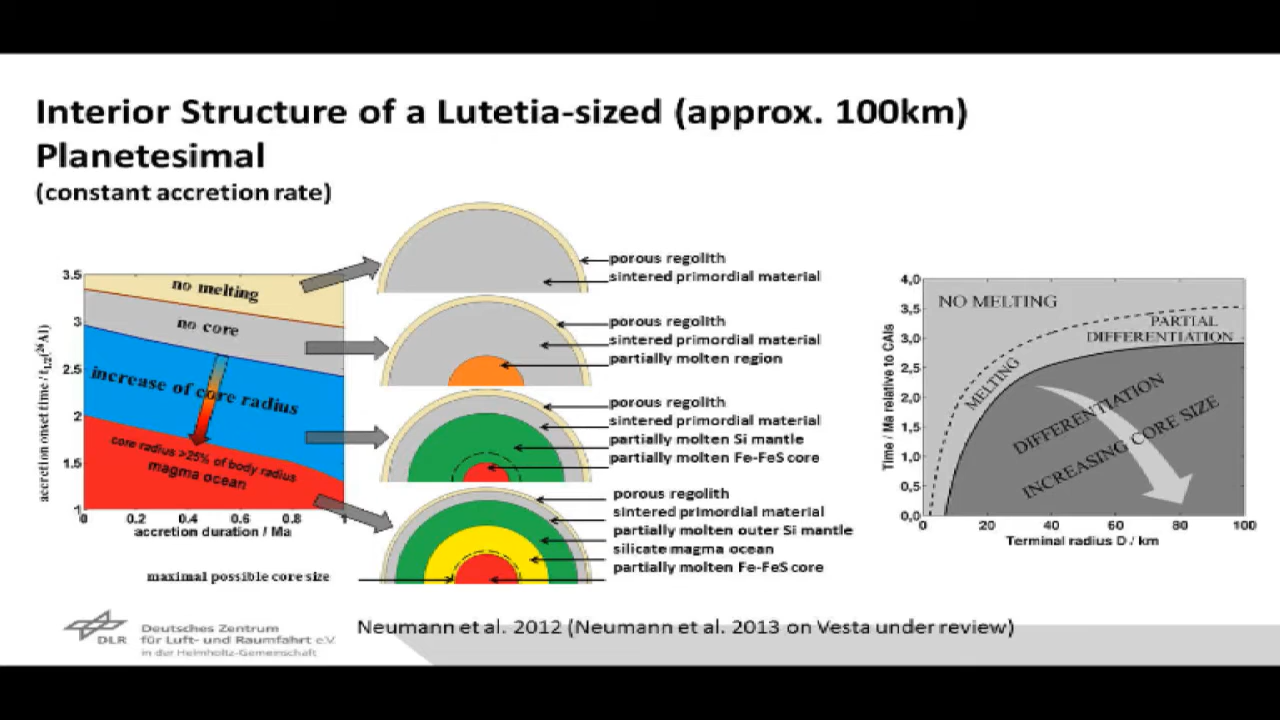 Interior Structure of a Lutetia-sized (approx. 100km)
Planetesimal
(constant accretion rate)
accretion onset time / t1/2(26Al)
3.5
3
2.5
2
1.5
1
no melting
no core
increase of core radius
core radius >25% of body radius
magma ocean
0
0.2
0.4
0.6
0.8
1
accretion duration / Ma
porous regolith
sintered primordial material
porous regolith
sintered primordial material
partially molten region
porous regolith
sintered primordial material
partially molten Si mantle
partially molten Fe-FeS core
porous regolith
sintered primordial material
partially molten outer Si mantle
silicate magma ocean
partially molten Fe-FeS core
maximal possible core size
Time / Ma relative to CAIs
4,0
3,5
3,0
2,5
2,0
1,5
1,0
0,5
0,0
NO MELTING
PARTIAL
DIFFERENTIATION
MELTING
DIFFERENTIATION
INCREASING CORE SIZE
0
20
40
60
80
100
Terminal radius D / km
DLR
Deutsches Zentrum
für Luft- und Raumfahrt e.V.
in der Helmholtz-Gemeinschaft
Neumann et al. 2012 (Neumann et al. 2013 on Vesta under review)